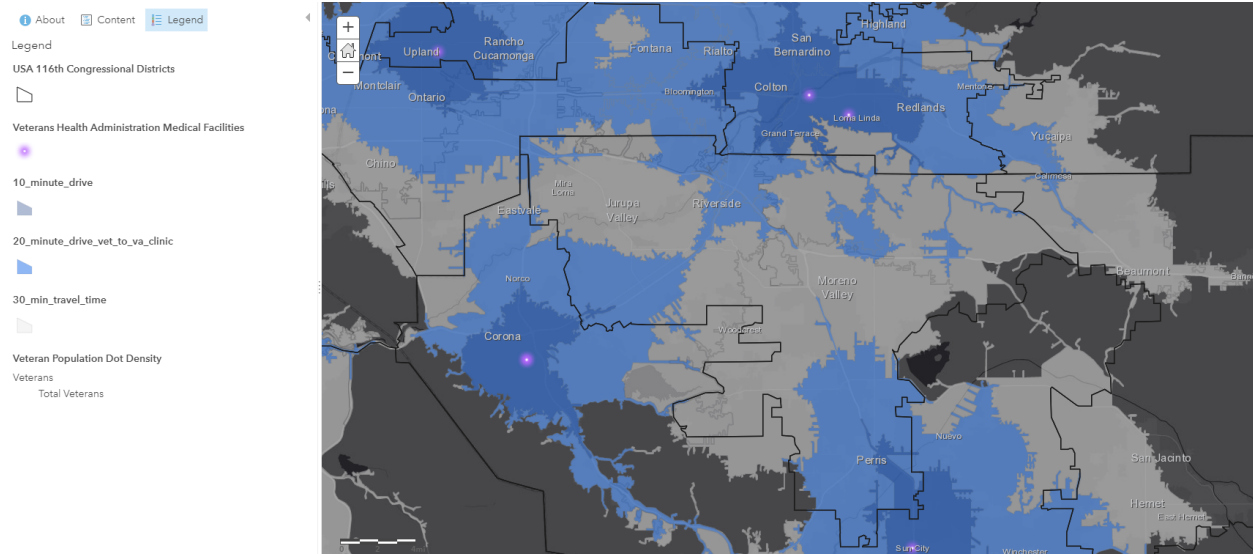 About Content Legend
Legend
USA 116th Congressional Districts
Veterans Health Administration Medical Facilities
10_minute_drive
20_minute_drive_vet_to_va_clinic
30_min_travel_time
Veteran Population Dot Density
Veterans
Total Veterans
+
−
Highland
San
Bernardino
Rancho
Cucamonga
Upland
Fontana
Rialto
Montclair
Ontario
Colton
Bloomington
Mentone
Redlands
Loma Linda
Grand Terrace
Yucaipa
Chino
Calimesa
Mira
Loma
Jurupa
Valley
Eastvale
Riverside
Norco
Moreno
Valley
Beaumont
Corona
Woodcrest
Nuevo
Perris
San Jacinto
Hemet
East Hemet
Sun City
Winchester
0 2 4mi